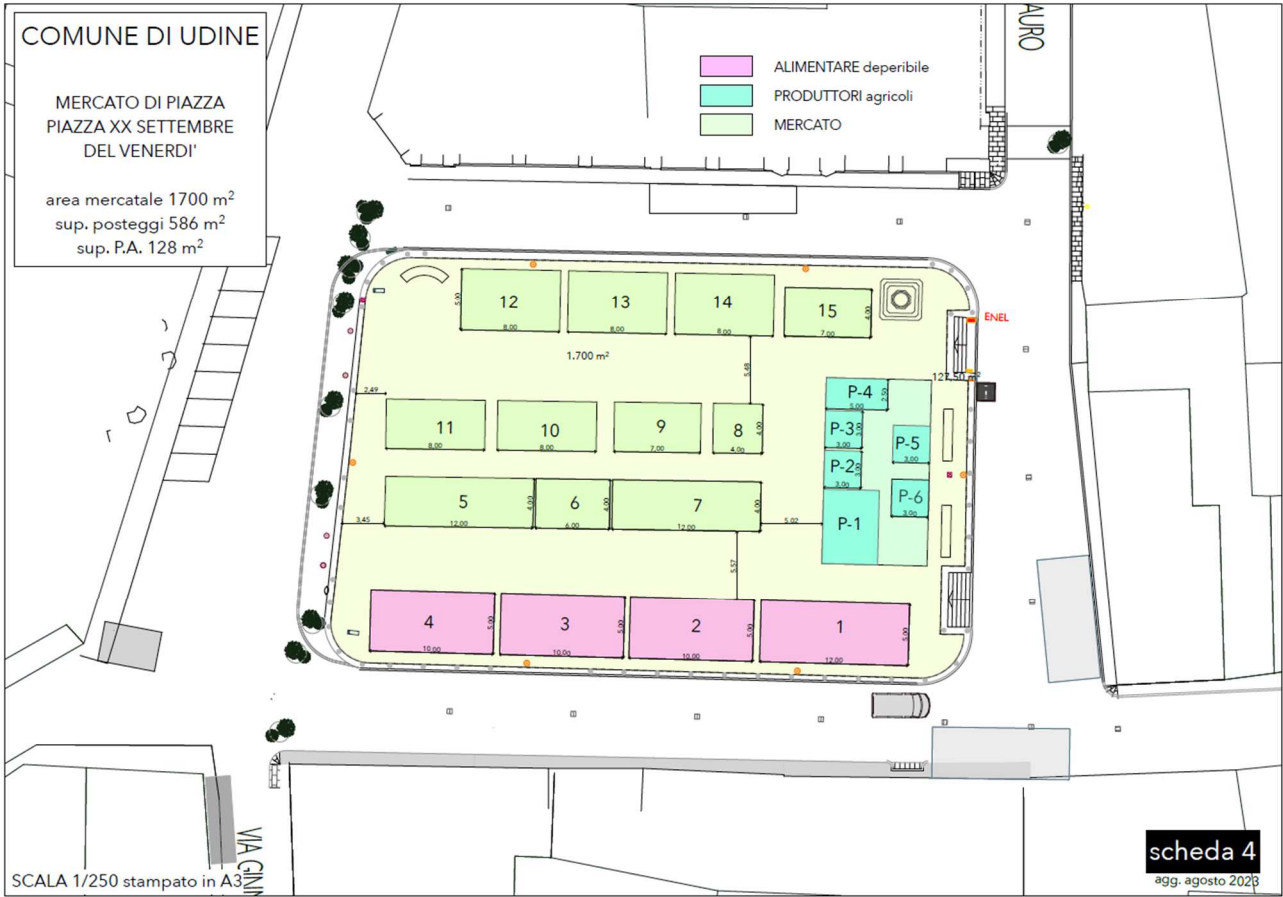 COMUNE DI UDINE
MERCATO DI PIAZZA
PIAZZA XX SETTEMBRE
DEL VENERDI'
area mercatale 1700 m²
sup. posteggi 586 m²
sup. P.A. 128 m²
ALIMENTARE deperibile
PRODUTTORI agricoli
MERCATO
AURO
ENEL
12
5.00
8.00
13
8.00
14
8.00
15
4.00
7.00
1.700 m²
5.48
127,50 m²
2.49
11
8.00
10
8.00
9
7.00
8
4.00
4.00
P-4
5.00
2.50
P-3
3.00
3.00
P-2
3.00
3.00
P-5
3.00
P-6
3.00
P-1
5
4.00
12.00
6
4.00
6.00
7
4.00
12.00
3.45
5.02
5.57
4
5.00
10.00
3
5.00
10.00
2
5.00
10.00
1
5.00
12.00
VIA GINN
SCALA 1/250 stampato in A3
scheda 4
agg. agosto 2023